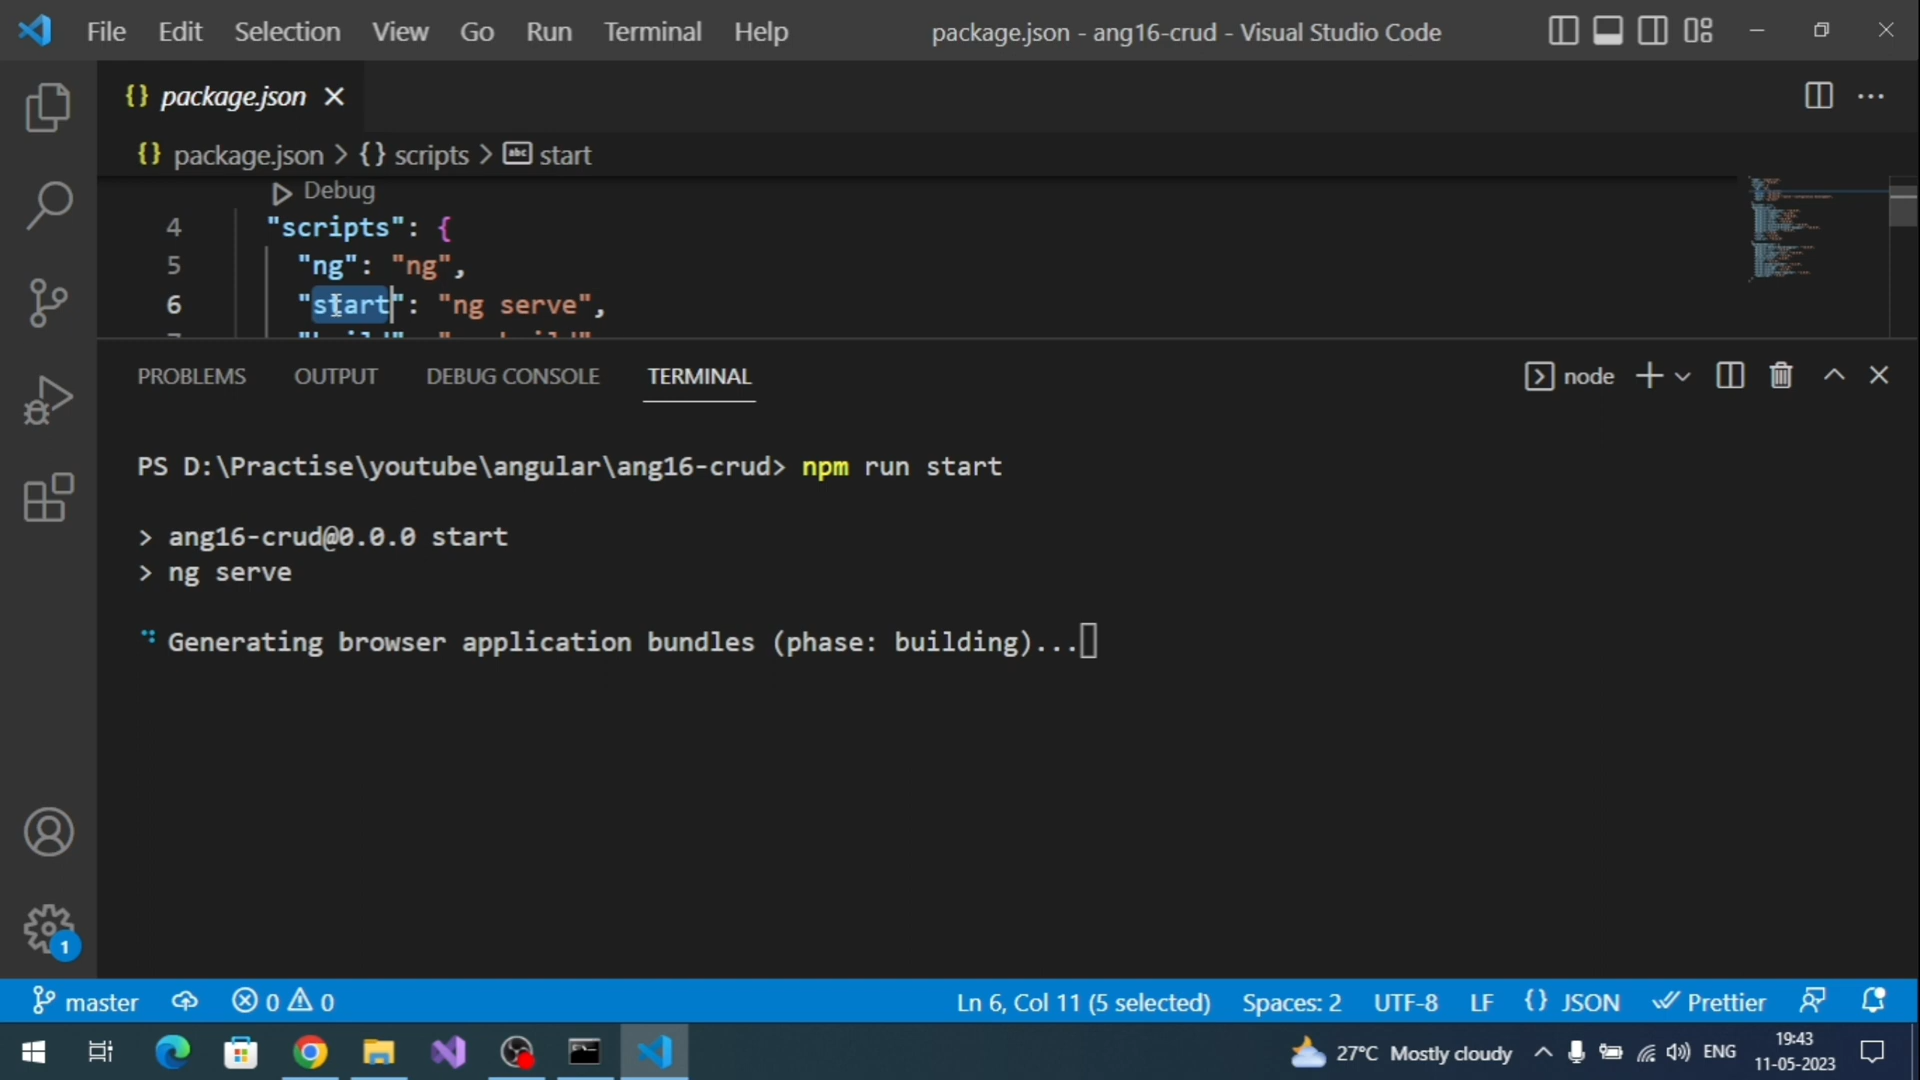 File Edit Selection View Go Run Terminal Help package.json - ang16-crud - Visual Studio Code
{} package.json
{} package.json > {} scripts > abc start
Debug
4 "scripts": {
5 "ng": "ng",
6 "start": "ng serve",
PROBLEMS OUTPUT DEBUG CONSOLE TERMINAL node
PS D:\Practise\youtube\angular\ang16-crud> npm run start
> ang16-crud@0.0.0 start
> ng serve
Generating browser application bundles (phase: building)...
1
master 0 0 Ln 6, Col 11 (5 selected) Spaces: 2 UTF-8 LF {} JSON Prettier
27°C Mostly cloudy ENG 19:43
11-05-2023